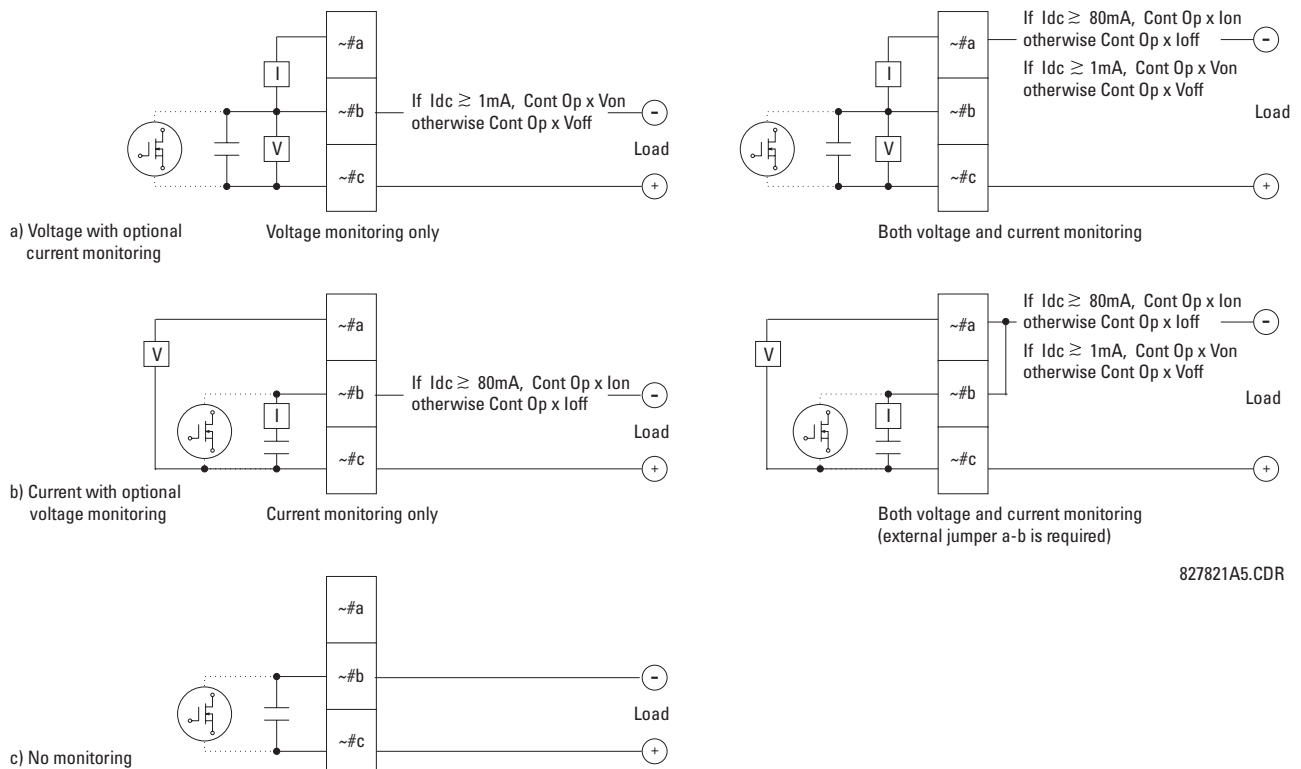 ~#a
I
~#b
If Idc ≳ 1mA, Cont Op x Von
otherwise Cont Op x Voff
-
V
Load
~#c
+
a) Voltage with optional
current monitoring
Voltage monitoring only
~#a
If Idc ≳ 80mA, Cont Op x Ion
otherwise Cont Op x Ioff
-
If Idc ≳ 1mA, Cont Op x Von
otherwise Cont Op x Voff
I
~#b
Load
V
~#c
+
Both voltage and current monitoring
~#a
V
~#b
If Idc ≳ 80mA, Cont Op x Ion
otherwise Cont Op x Ioff
-
I
Load
~#c
+
b) Current with optional
voltage monitoring
Current monitoring only
~#a
If Idc ≳ 80mA, Cont Op x Ion
otherwise Cont Op x Ioff
-
If Idc ≳ 1mA, Cont Op x Von
otherwise Cont Op x Voff
V
~#b
Load
I
~#c
+
Both voltage and current monitoring
(external jumper a-b is required)
827821A5.CDR
~#a
~#b
-
Load
~#c
+
c) No monitoring